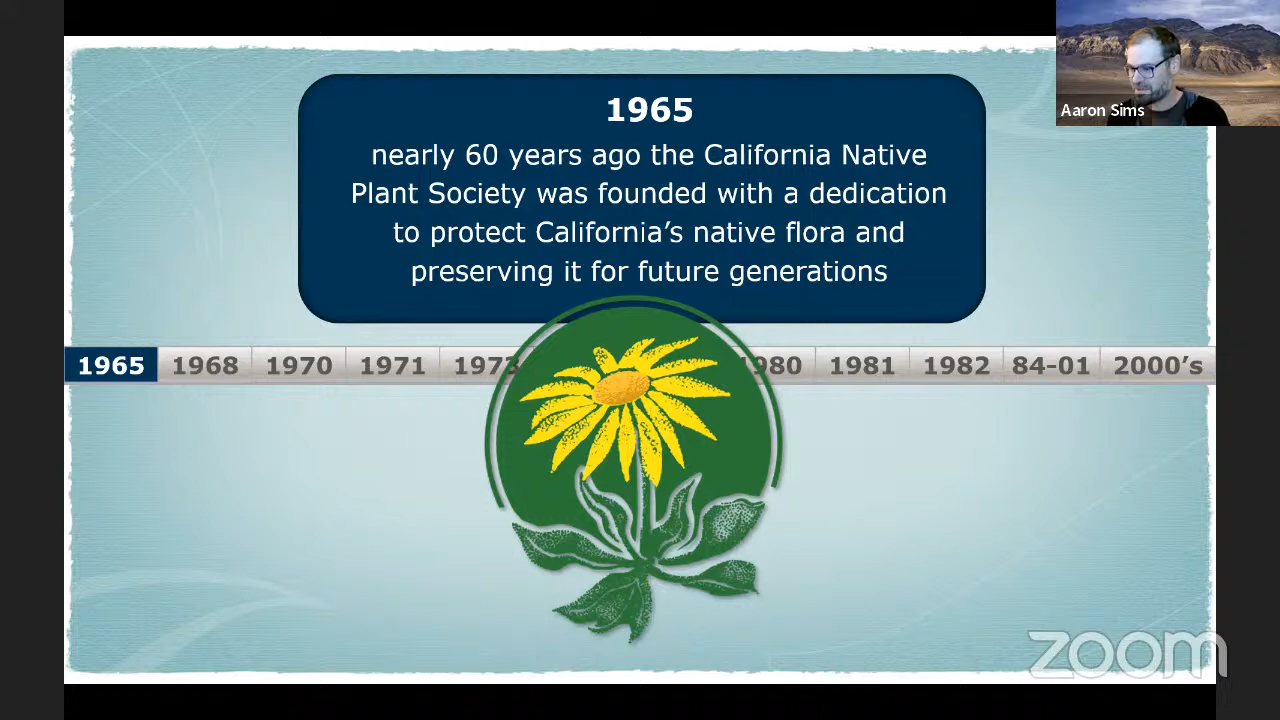 1965
nearly 60 years ago the California Native
Plant Society was founded with a dedication
to protect California’s native flora and
preserving it for future generations
Aaron Sims
1965 1968 1970 1971 1973 1980 1981 1982 84-01 2000’s
zoom